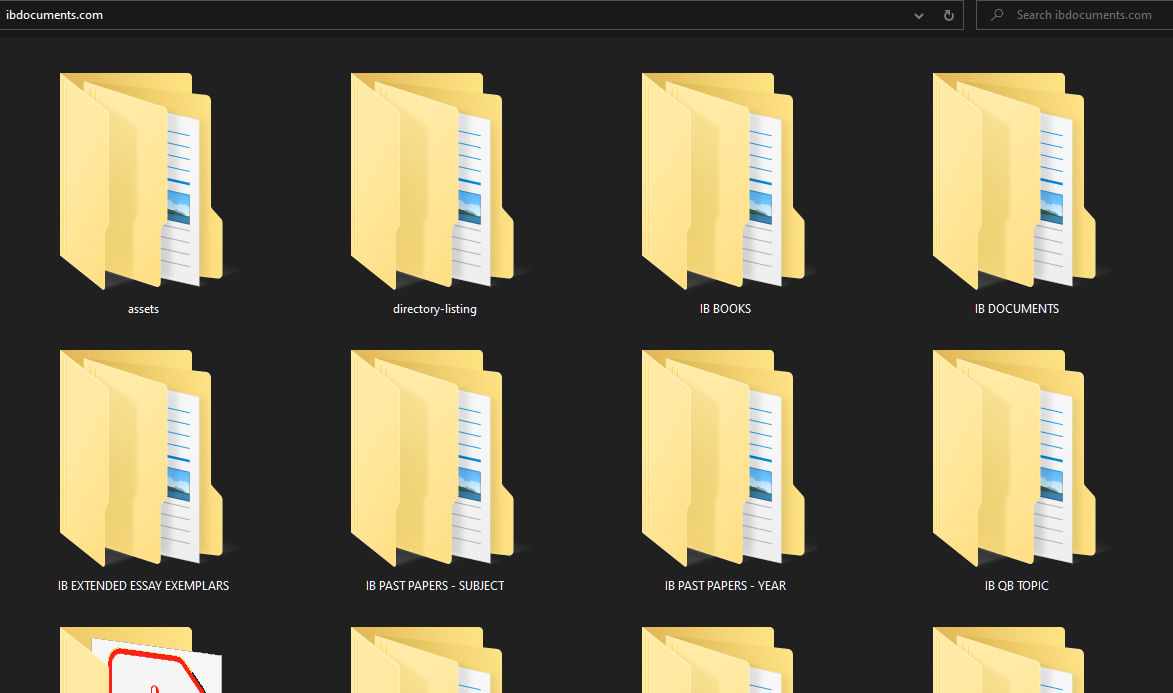 ibdocuments.com
Search ibdocuments.com
assets
directory-listing
IB BOOKS
IB DOCUMENTS
IB EXTENDED ESSAY EXEMPLARS
IB PAST PAPERS - SUBJECT
IB PAST PAPERS - YEAR
IB QB TOPIC